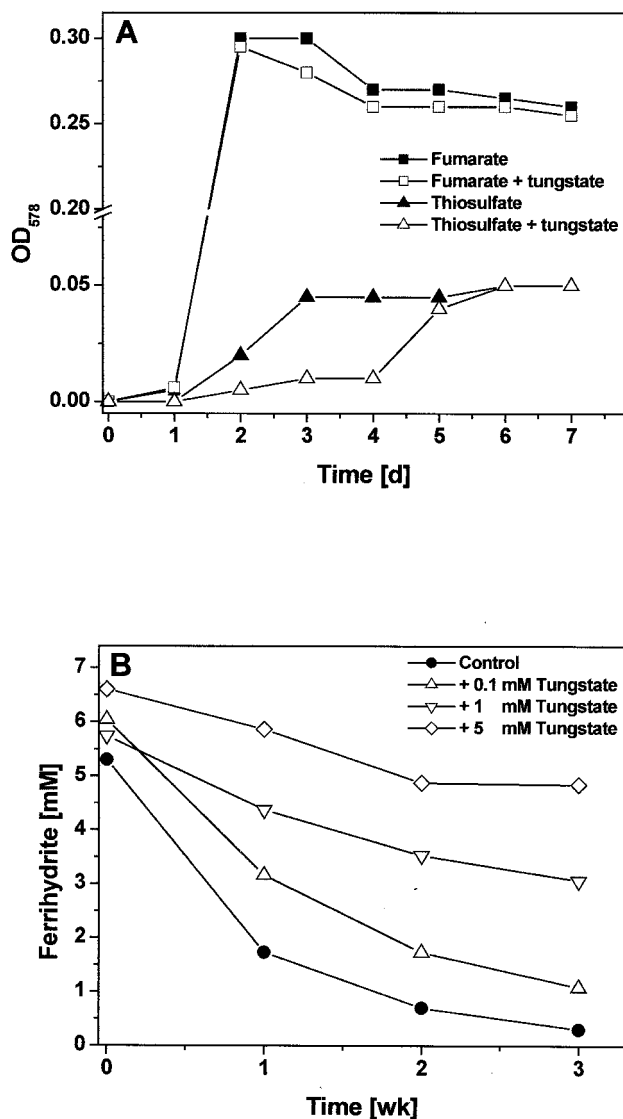 A
0.30
0.25
0.20
0.05
0.00
OD578
Fumarate
Fumarate + tungstate
Thiosulfate
Thiosulfate + tungstate
0 1 2 3 4 5 6 7
Time [d]
B
7
6
5
4
3
2
1
0
Ferrihydrite [mM]
Control
+ 0.1 mM Tungstate
+ 1 mM Tungstate
+ 5 mM Tungstate
0 1 2 3
Time [wk]